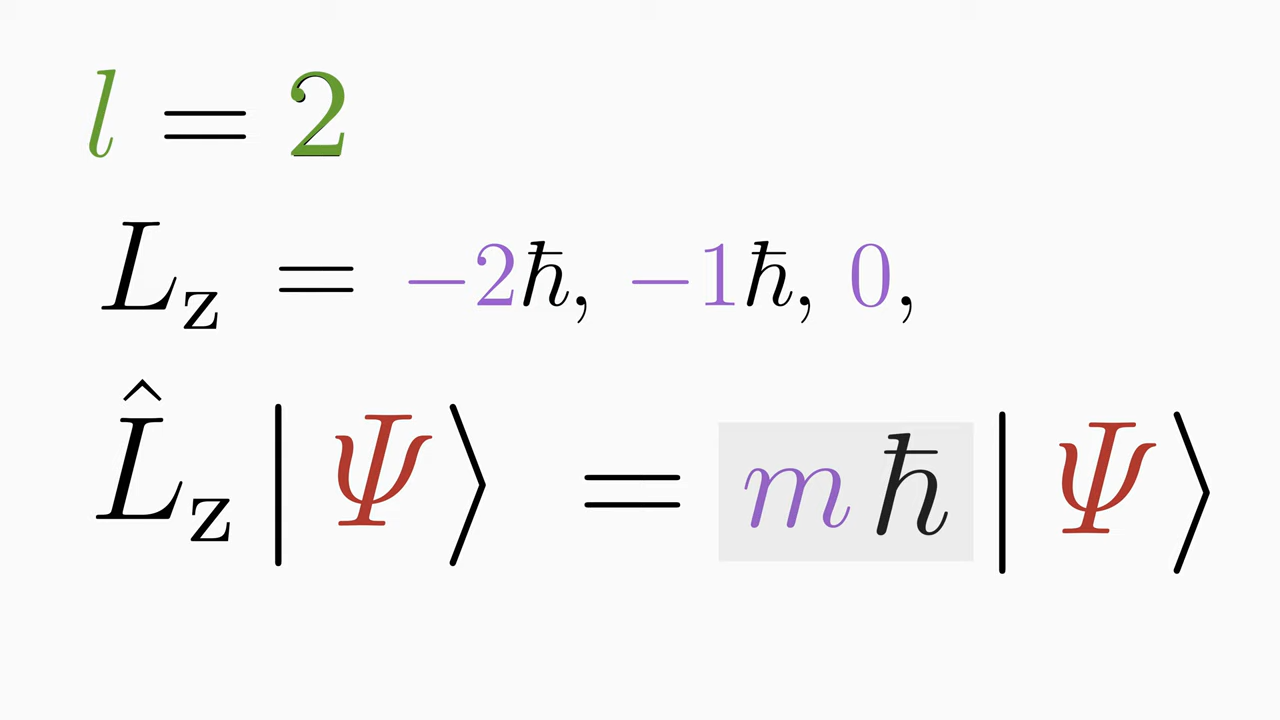 l = 2
L_z = −2ħ, −1ħ, 0,
L̂_z |Ψ⟩ = mħ |Ψ⟩